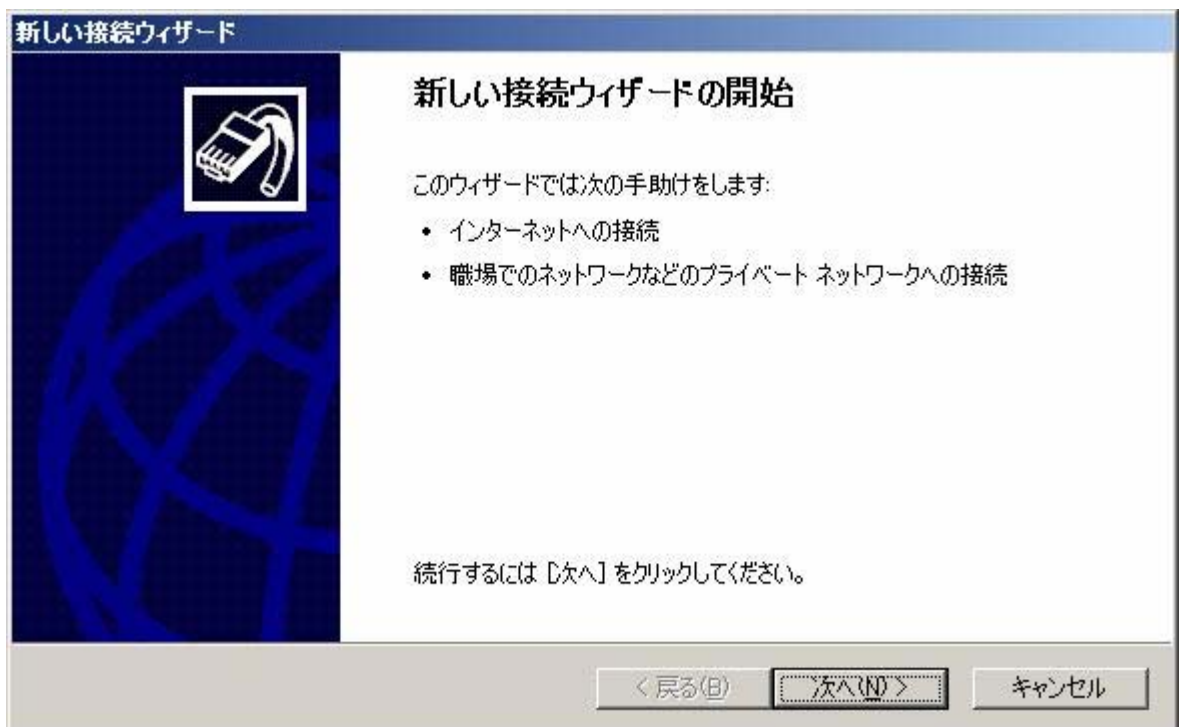 新しい接続ウィザード
新しい接続ウィザードの開始
このウィザードでは次の手助けをします:
• インターネットへの接続
• 職場でのネットワークなどのプライベート ネットワークへの接続
続行するには [次へ] をクリックしてください。
< 戻る(B) 次へ(N) > キャンセル